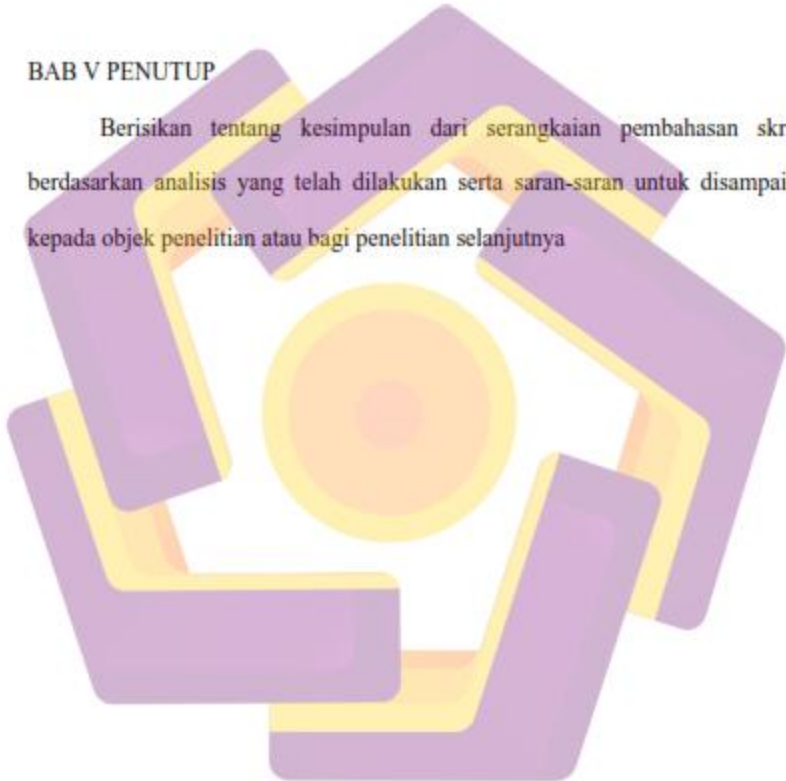 BAB V PENUTUP
Berisikan tentang kesimpulan dari serangkaian pembahasan
berdasarkan analisis yang telah dilakukan serta saran-saran untuk
kepada objek penelitian atau bagi penelitian selanjutnya